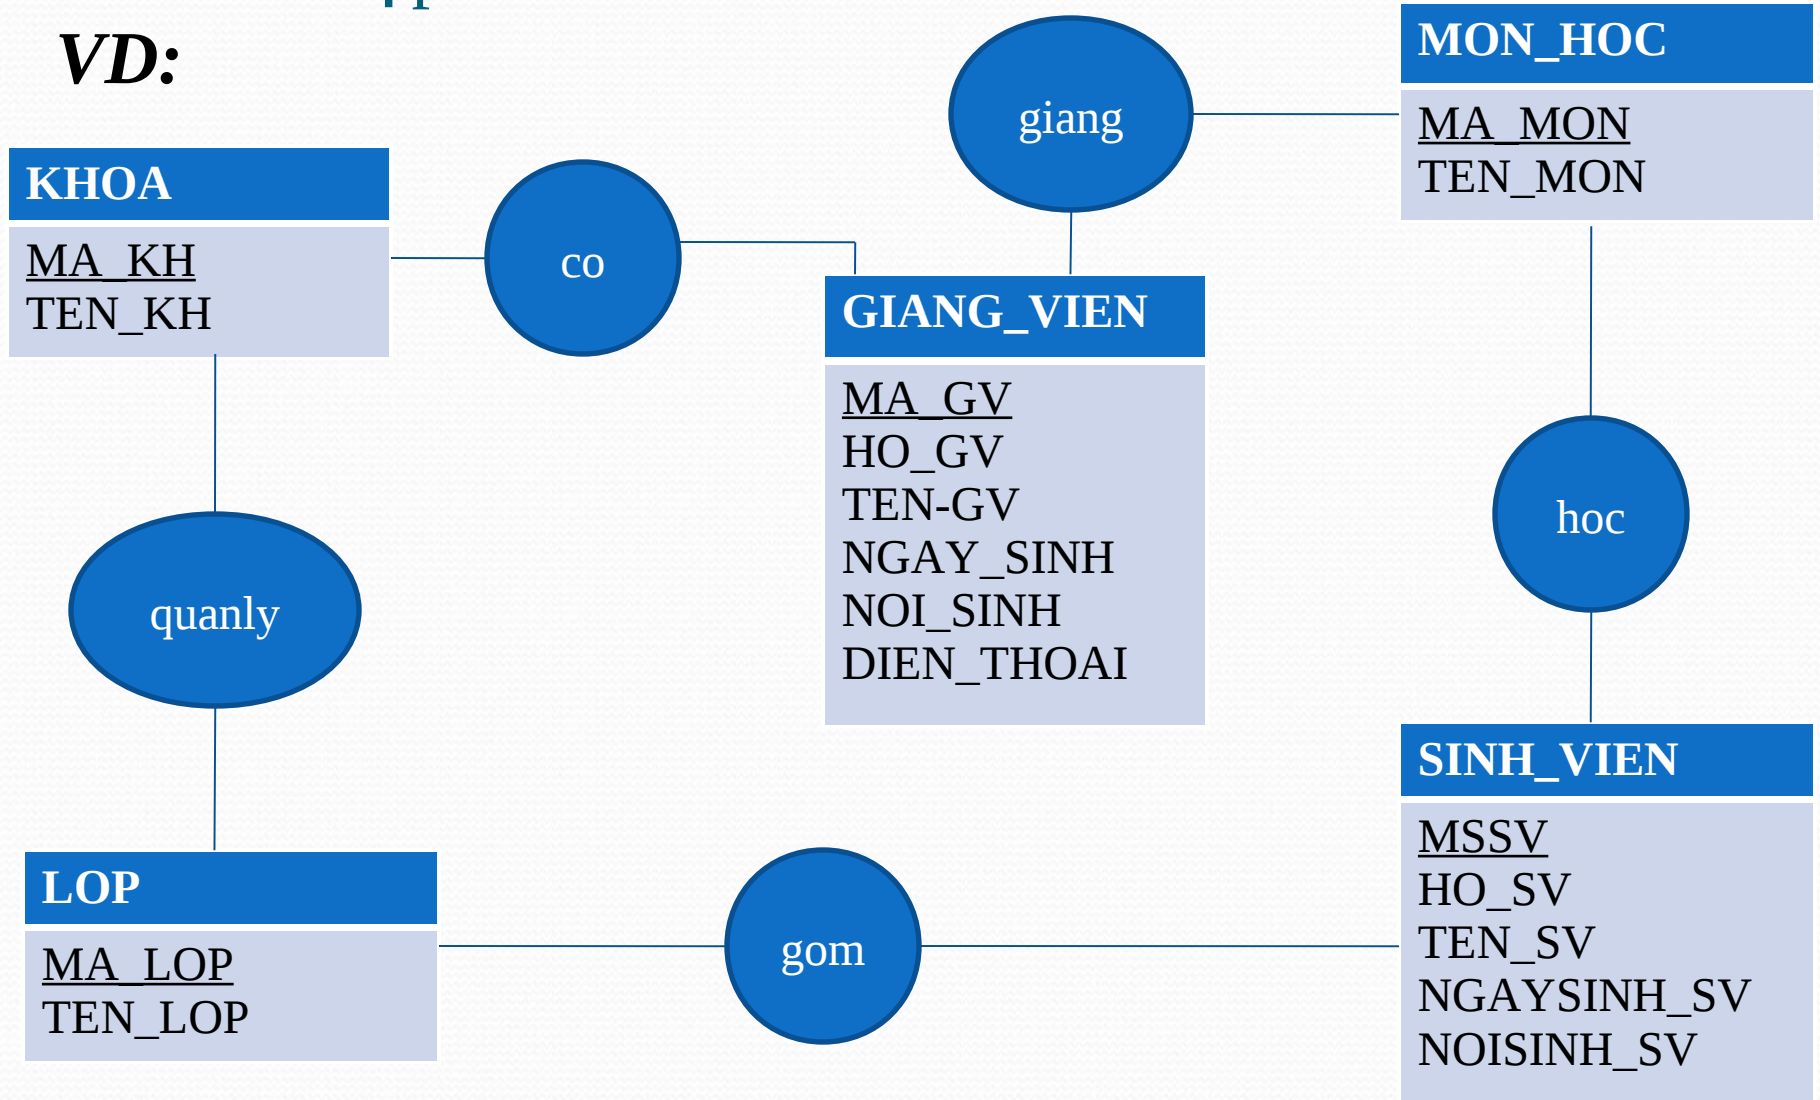 VD:
KHOA
MA_KH
TEN_KH
co
giang
MON_HOC
MA_MON
TEN_MON
GIANG_VIEN
MA_GV
HO_GV
TEN-GV
NGAY_SINH
NOI_SINH
DIEN_THOAI
quanly
hoc
LOP
MA_LOP
TEN_LOP
gom
SINH_VIEN
MSSV
HO_SV
TEN_SV
NGAYSINH_SV
NOISINH_SV